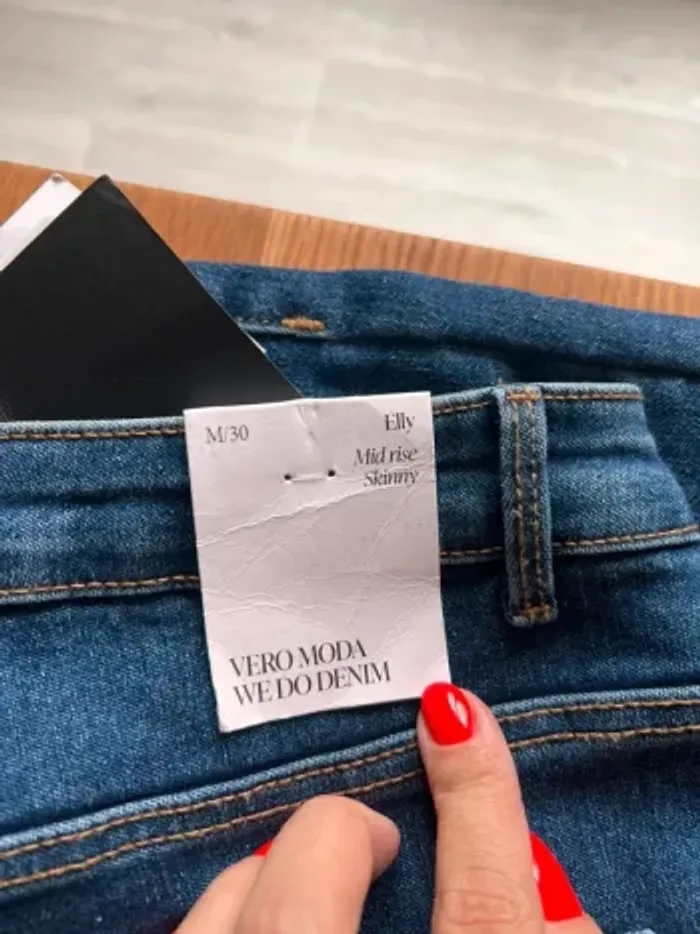 M/30
Elly
Mid rise
Skinny
VERO MODA
WE DO DENIM